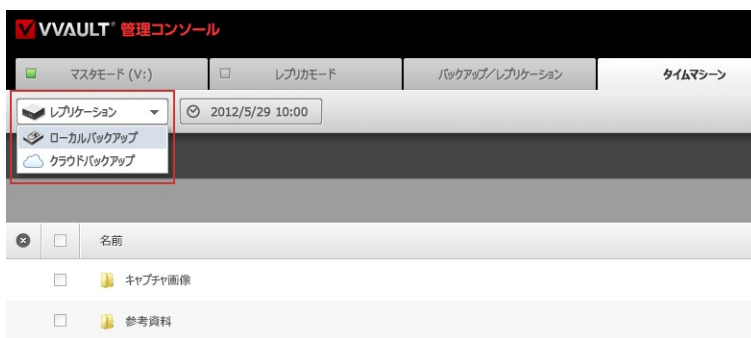 VVAULT® 管理コンソール
マスタモード (V:) レプリカモード バックアップ/レプリケーション タイムマシーン
レプリケーション 2012/5/29 10:00
ローカルバックアップ
クラウドバックアップ
名前
キャプチャ画像
参考資料